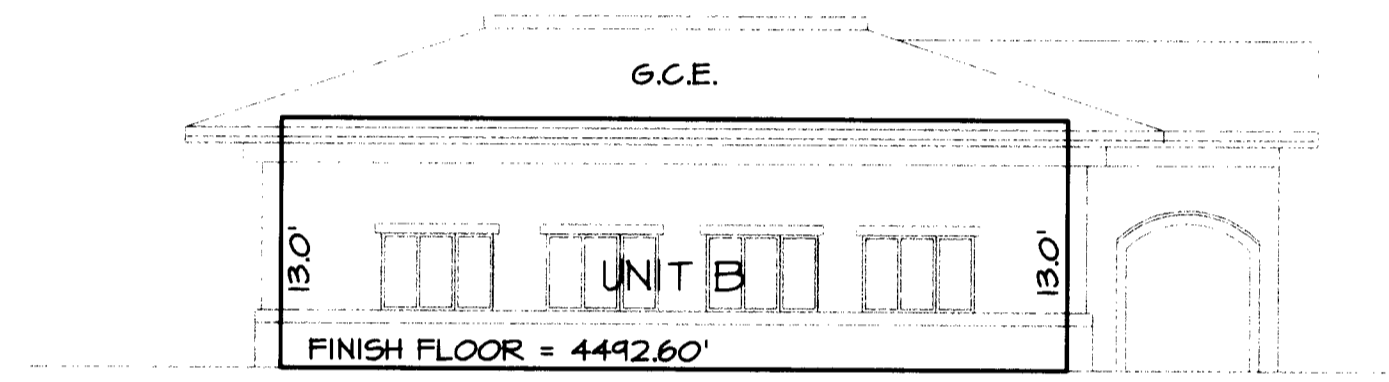 G.C.E.
13.0'
13.0'
UNIT B
FINISH FLOOR = 4492.60'